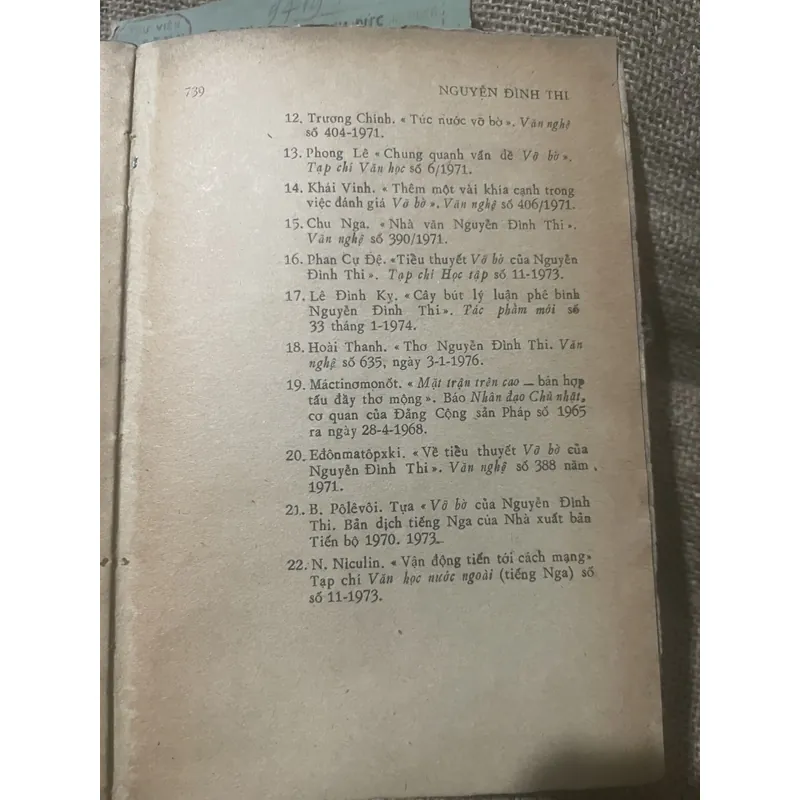 739 NGUYỄN ĐÌNH THI
12. Trương Chính. « Tức nước vỡ bờ ». Văn nghệ
số 404-1971.
13. Phong Lê « Chung quanh vấn đề Vỡ bờ ».
Tạp chí Văn học số 6/1971.
14. Khái Vinh. « Thêm một vài khía cạnh trong
việc đánh giá Vỡ bờ ». Văn nghệ số 406/1971.
15. Chu Nga. « Nhà văn Nguyễn Đình Thi ».
Văn nghệ số 390/1971.
16. Phan Cự Đệ. «Tiểu thuyết Vỡ bờ của Nguyễn
Đình Thi ». Tạp chí Học tập số 11-1973.
17. Lê Đình Kỵ. « Cây bút lý luận phê bình
Nguyễn Đình Thi ». Tác phẩm mới số
33 tháng 1-1974.
18. Hoài Thanh. « Thơ Nguyễn Đình Thi. Văn
nghệ số 635, ngày 3-1-1976.
19. Máctinơmọnốt. « Mặt trận trên cao — bản hợp
tấu đầy thơ mộng ». Báo Nhân đạo Chủ nhật,
cơ quan của Đảng Cộng sản Pháp số 1965
ra ngày 28-4-1968.
20. Eđônmatôpxki. « Về tiểu thuyết Vỡ bờ của
Nguyễn Đình Thi ». Văn nghệ số 388 năm
1971.
21. B. Pôlêvôi. Tựa « Vỡ bờ của Nguyễn Đình
Thi. Bản dịch tiếng Nga của Nhà xuất bản
Tiến bộ 1970. 1973.
22. N. Niculin. « Vận động tiến tới cách mạng»
Tạp chí Văn học nước ngoài (tiếng Nga) số
số 11-1973.